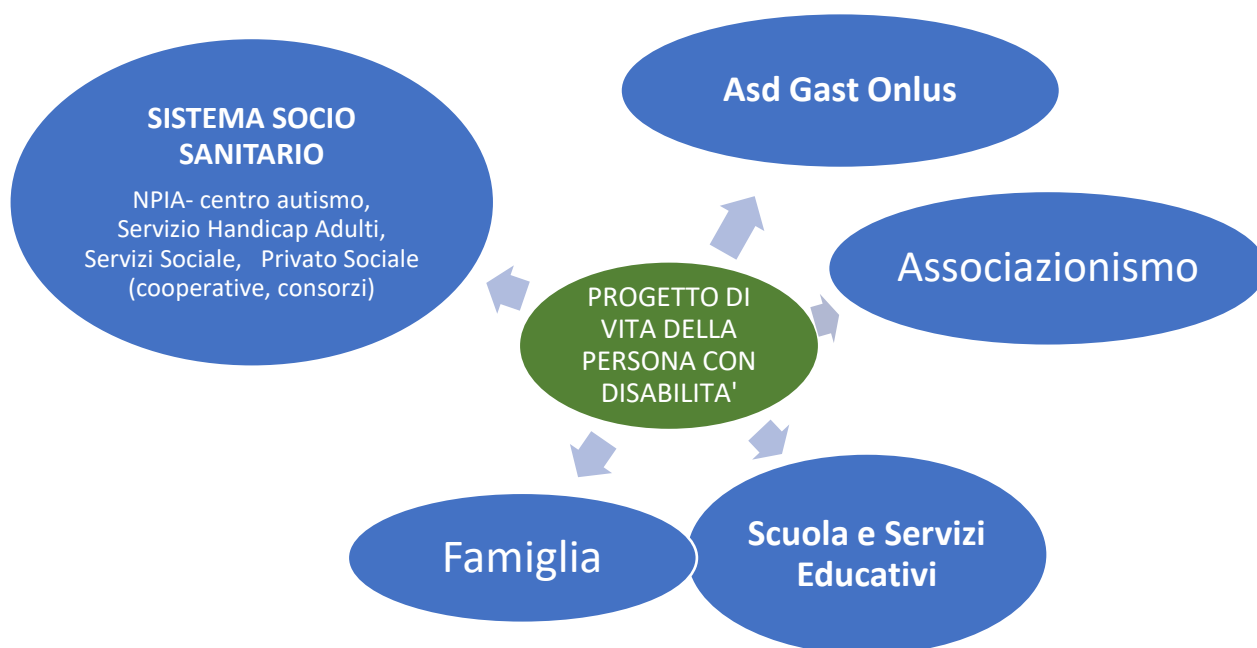 SISTEMA SOCIO
SANITARIO
NPIA- centro autismo,
Servizio Handicap Adulti,
Servizi Sociale, Privato Sociale
(cooperative, consorzi)
Asd Gast Onlus
Associazionismo
PROGETTO DI
VITA DELLA
PERSONA CON
DISABILITA'
Famiglia
Scuola e Servizi
Educativi